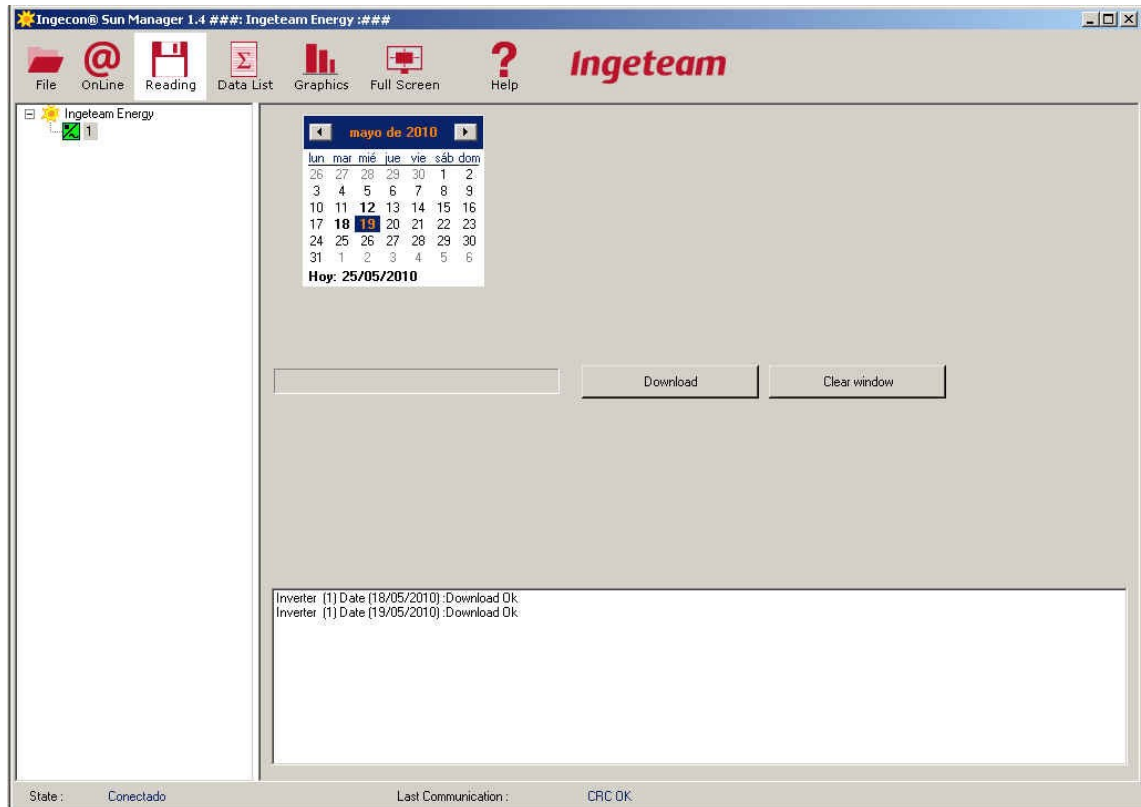 Ingecon® Sun Manager 1.4 ###: Ingeteam Energy :###
File OnLine Reading Data List Graphics Full Screen Help
Ingeteam
Ingeteam Energy
1
mayo de 2010
lun mar mié jue vie sáb dom
26 27 28 29 30 1 2
3 4 5 6 7 8 9
10 11 12 13 14 15 16
17 18 19 20 21 22 23
24 25 26 27 28 29 30
31 1 2 3 4 5 6
Hoy: 25/05/2010
Download Clear window
Inverter (1) Date (18/05/2010) :Download Ok
Inverter (1) Date (19/05/2010) :Download Ok
State : Conectado Last Communication : CRC OK